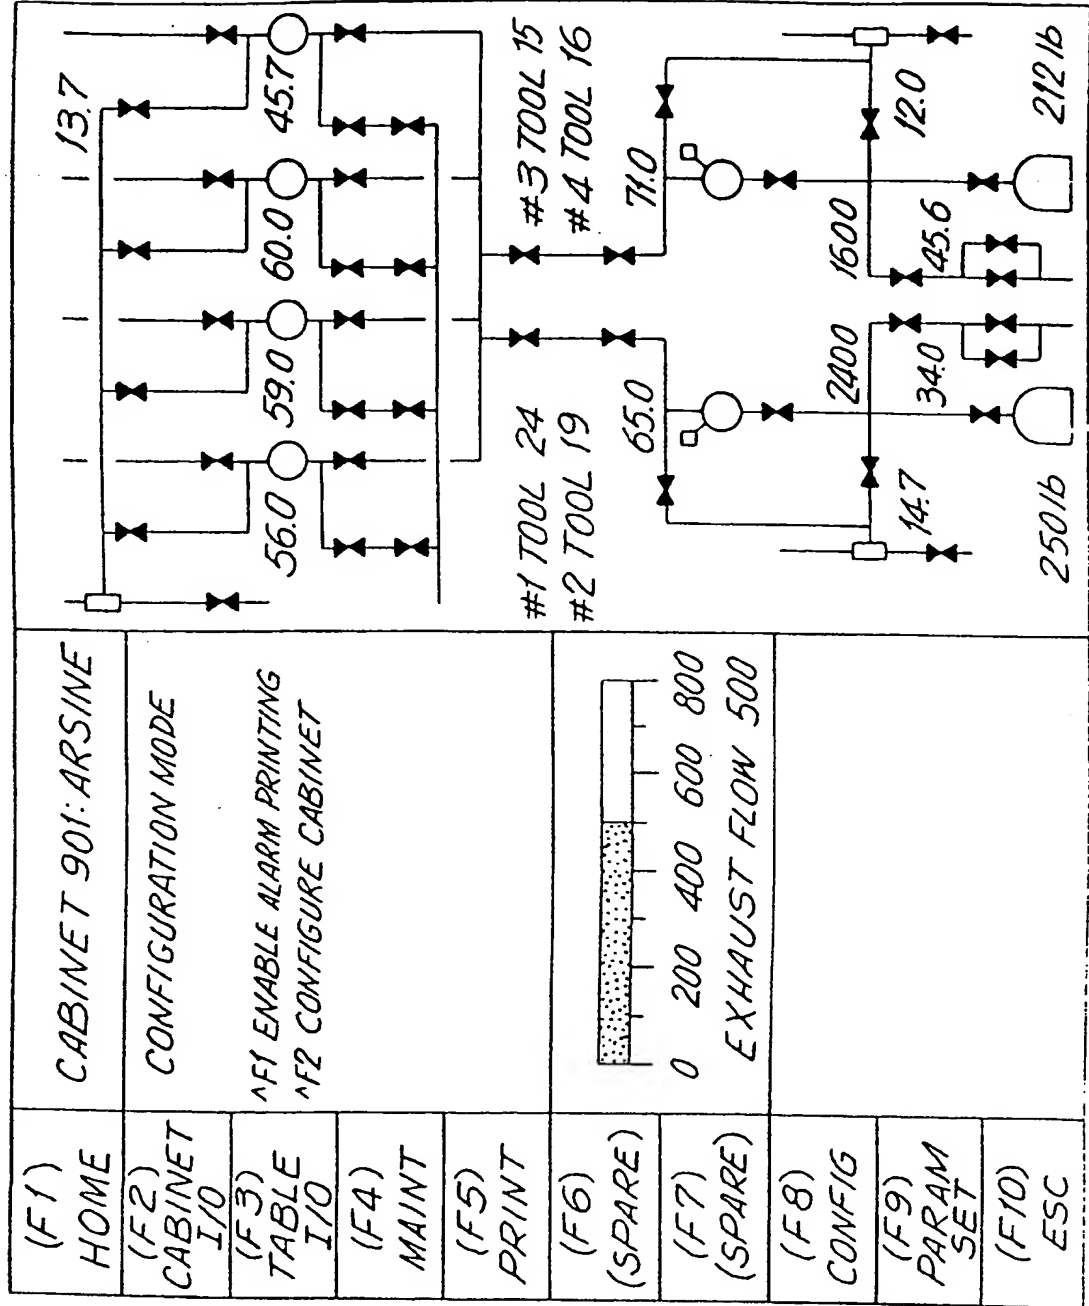 (F1)
HOME
(F2)
CABINET
I/O
(F3)
TABLE
I/O
(F4)
MAINT
(F5)
PRINT
(F6)
(SPARE)
(F7)
(SPARE)
(F8)
CONFIG
(F9)
PARAM
SET
(F10)
ESC
CABINET 901: ARSINE
CONFIGURATION MODE
^F1 ENABLE ALARM PRINTING
^F2 CONFIGURE CABINET
0 200 400 600 800
EXHAUST FLOW 500
13.7
56.0 59.0 60.0 45.7
#1 TOOL 24
#2 TOOL 19
#3 TOOL 15
#4 TOOL 16
65.0 71.0
2400 1600
14.7 34.0 45.6 12.0
250 lb 212 lb